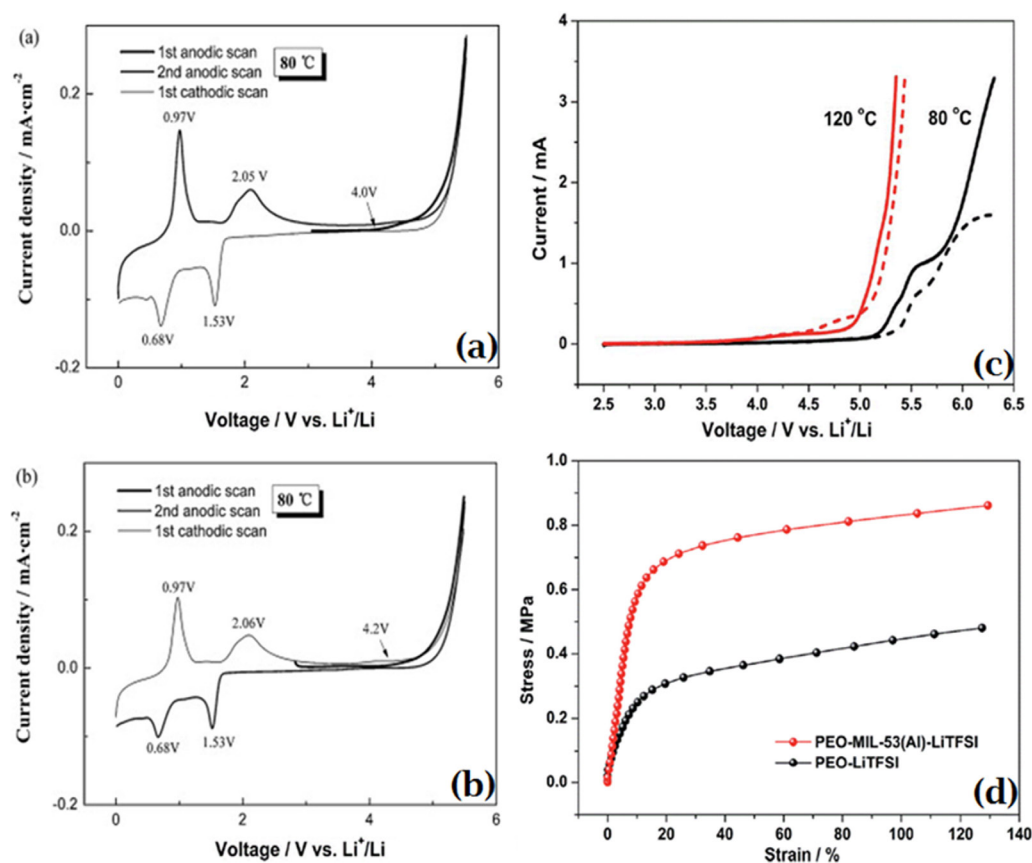 (a)
1st anodic scan
2nd anodic scan
1st cathodic scan
80 ℃
0.97V
2.05 V
4.0V
0.68V
1.53V
0.2
0.0
-0.2
0 2 4 6
Current density / mA·cm⁻²
Voltage / V vs. Li⁺/Li
(a)
120 °C
80 °C
4
3
2
1
0
2.5 3.0 3.5 4.0 4.5 5.0 5.5 6.0 6.5
Current / mA
Voltage / V vs. Li⁺/Li
(c)
(b)
1st anodic scan
2nd anodic scan
1st cathodic scan
80 ℃
0.97V
2.06V
4.2V
0.68V
1.53V
0.2
0.0
-0.2
0 2 4 6
Current density / mA·cm⁻²
Voltage / V vs. Li⁺/Li
(b)
1.0
0.8
0.6
0.4
0.2
0.0
0 20 40 60 80 100 120 140
Stress / MPa
Strain / %
PEO-MIL-53(Al)-LiTFSI
PEO-LiTFSI
(d)